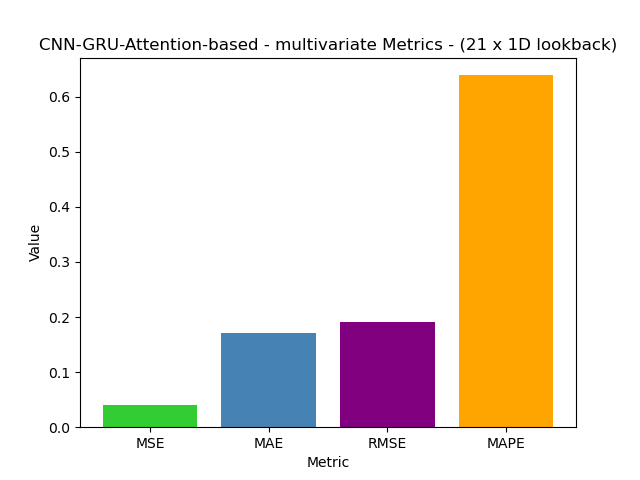 CNN-GRU-Attention-based - multivariate Metrics - (21 x 1D lookback)
Value
0.6
0.5
0.4
0.3
0.2
0.1
0.0
MSE MAE RMSE MAPE
Metric